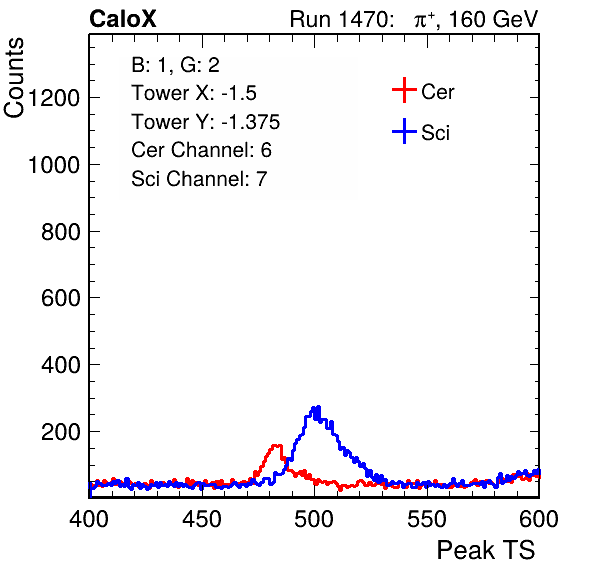 CaloX Run 1470: π⁺, 160 GeV
Counts
B: 1, G: 2
Tower X: -1.5
Tower Y: -1.375
Cer Channel: 6
Sci Channel: 7
Cer
Sci
1200
1000
800
600
400
200
400 450 500 550 600
Peak TS